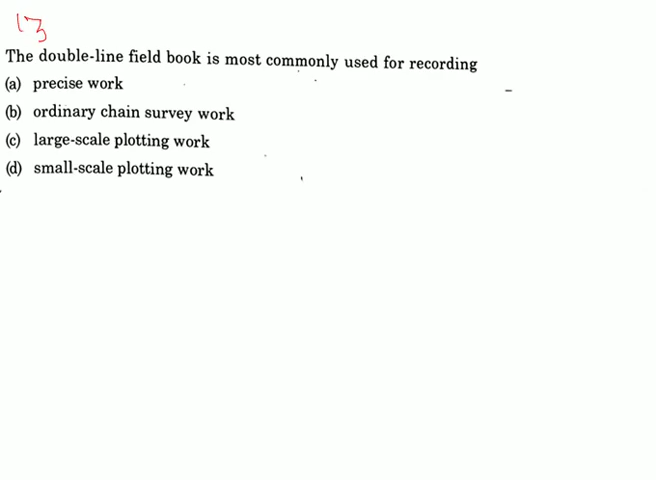 13
The double-line field book is most commonly used for recording
(a) precise work
(b) ordinary chain survey work
(c) large-scale plotting work
(d) small-scale plotting work